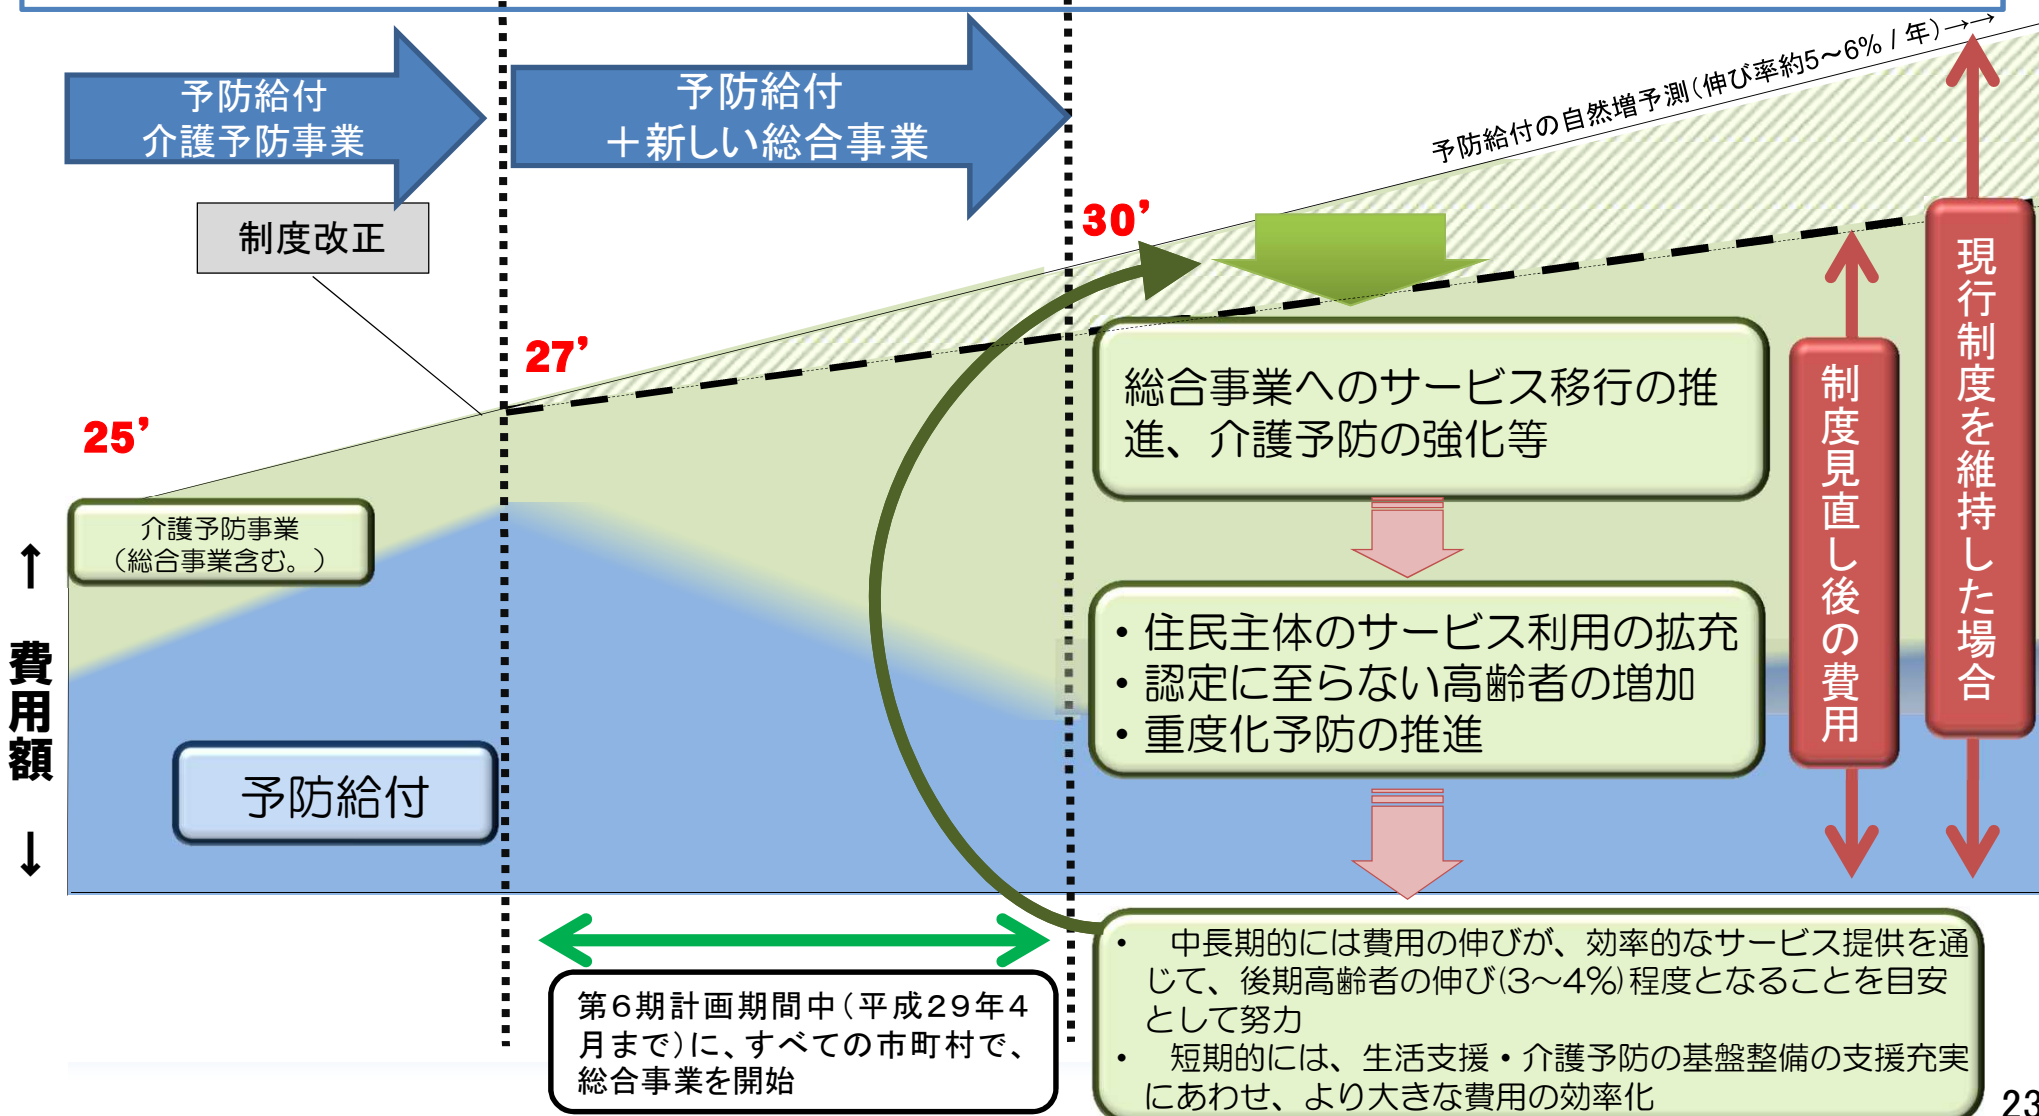 予防給付
介護予防事業
予防給付
＋新しい総合事業
予防給付の自然増予測（伸び率約5～6% / 年）→→
制度改正
25’
27’
30’
介護予防事業
（総合事業含む。）
予防給付
↑
費用額
↓
総合事業へのサービス移行の推
進、介護予防の強化等
・住民主体のサービス利用の拡充
・認定に至らない高齢者の増加
・重度化予防の推進
制度見直し後の費用
現行制度を維持した場合
第６期計画期間中（平成２９年４
月まで）に、すべての市町村で、
総合事業を開始
• 中長期的には費用の伸びが、効率的なサービス提供を通
じて、後期高齢者の伸び(3～4%)程度となることを目安
として努力
• 短期的には、生活支援・介護予防の基盤整備の支援充実
にあわせ、より大きな費用の効率化
23